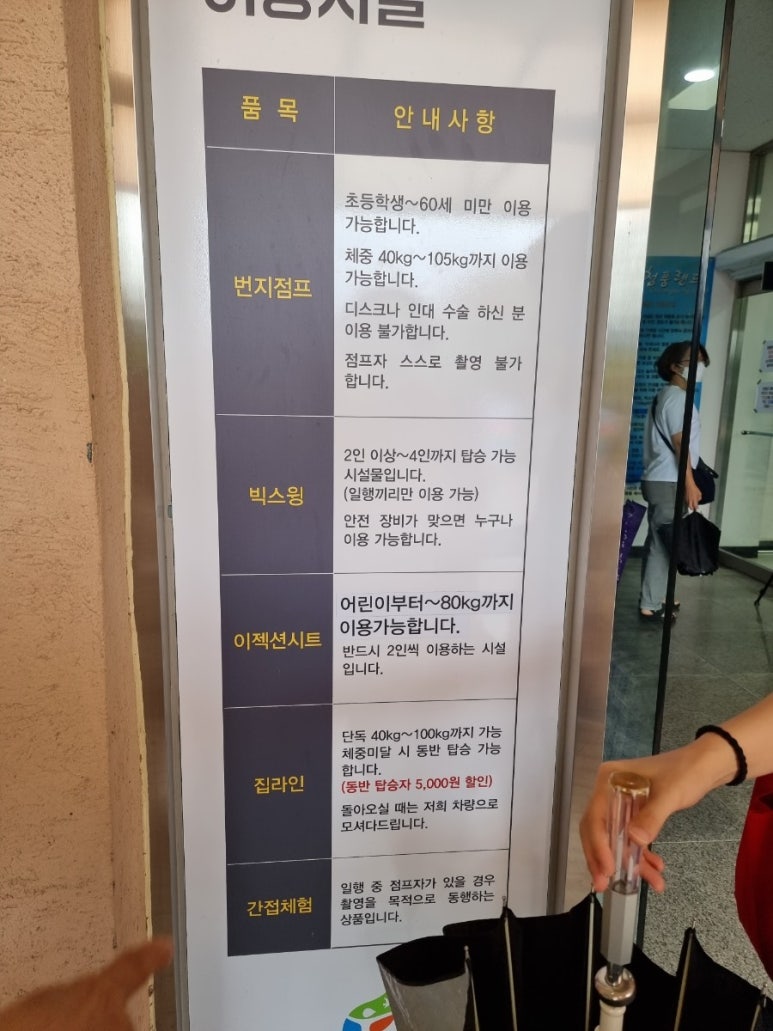 이용시설
품 목
안내사항
번지점프
초등학생~60세 미만 이용
가능합니다.
체중 40kg~105kg까지 이용
가능합니다.
디스크나 인대 수술 하신 분
이용 불가합니다.
점프자 스스로 촬영 불가
합니다.
빅스윙
2인 이상~4인까지 탑승 가능
시설물입니다.
(일행끼리만 이용 가능)
안전 장비가 맞으면 누구나
이용 가능합니다.
이젝션시트
어린이부터~80kg까지
이용가능합니다.
반드시 2인씩 이용하는 시설
입니다.
집라인
단독 40kg~100kg까지 가능
체중미달 시 동반 탑승 가능
합니다.
(동반 탑승자 5,000원 할인)
돌아오실 때는 저희 차량으로
모셔다드립니다.
간접체험
일행 중 점프자가 있을 경우
촬영을 목적으로 동행하는
상품입니다.
청풍랜드